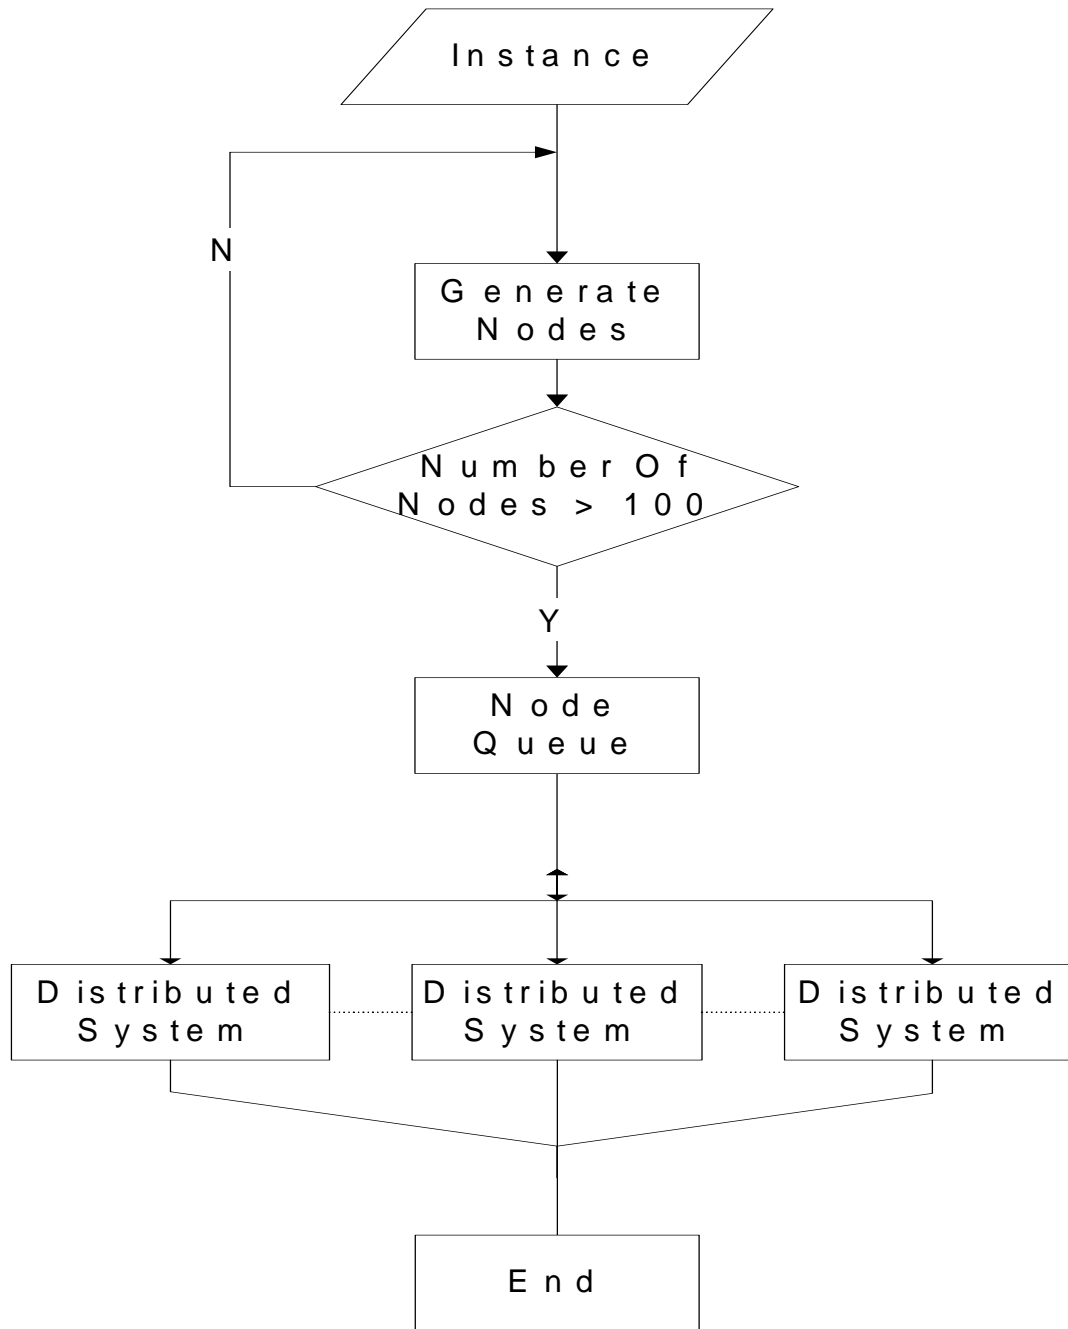 Instance
N
Generate
Nodes
Number Of
Nodes > 100
Y
Node
Queue
Distributed
System
Distributed
System
Distributed
System
End